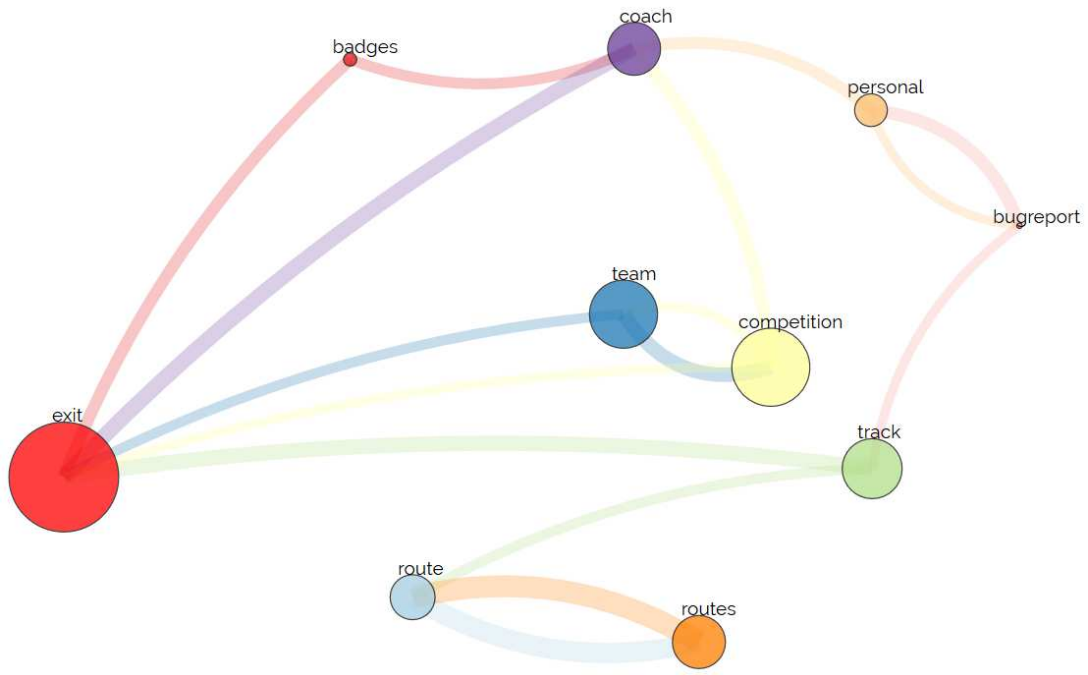 coach
badges
personal
bugreport
team
competition
exit
track
route
routes